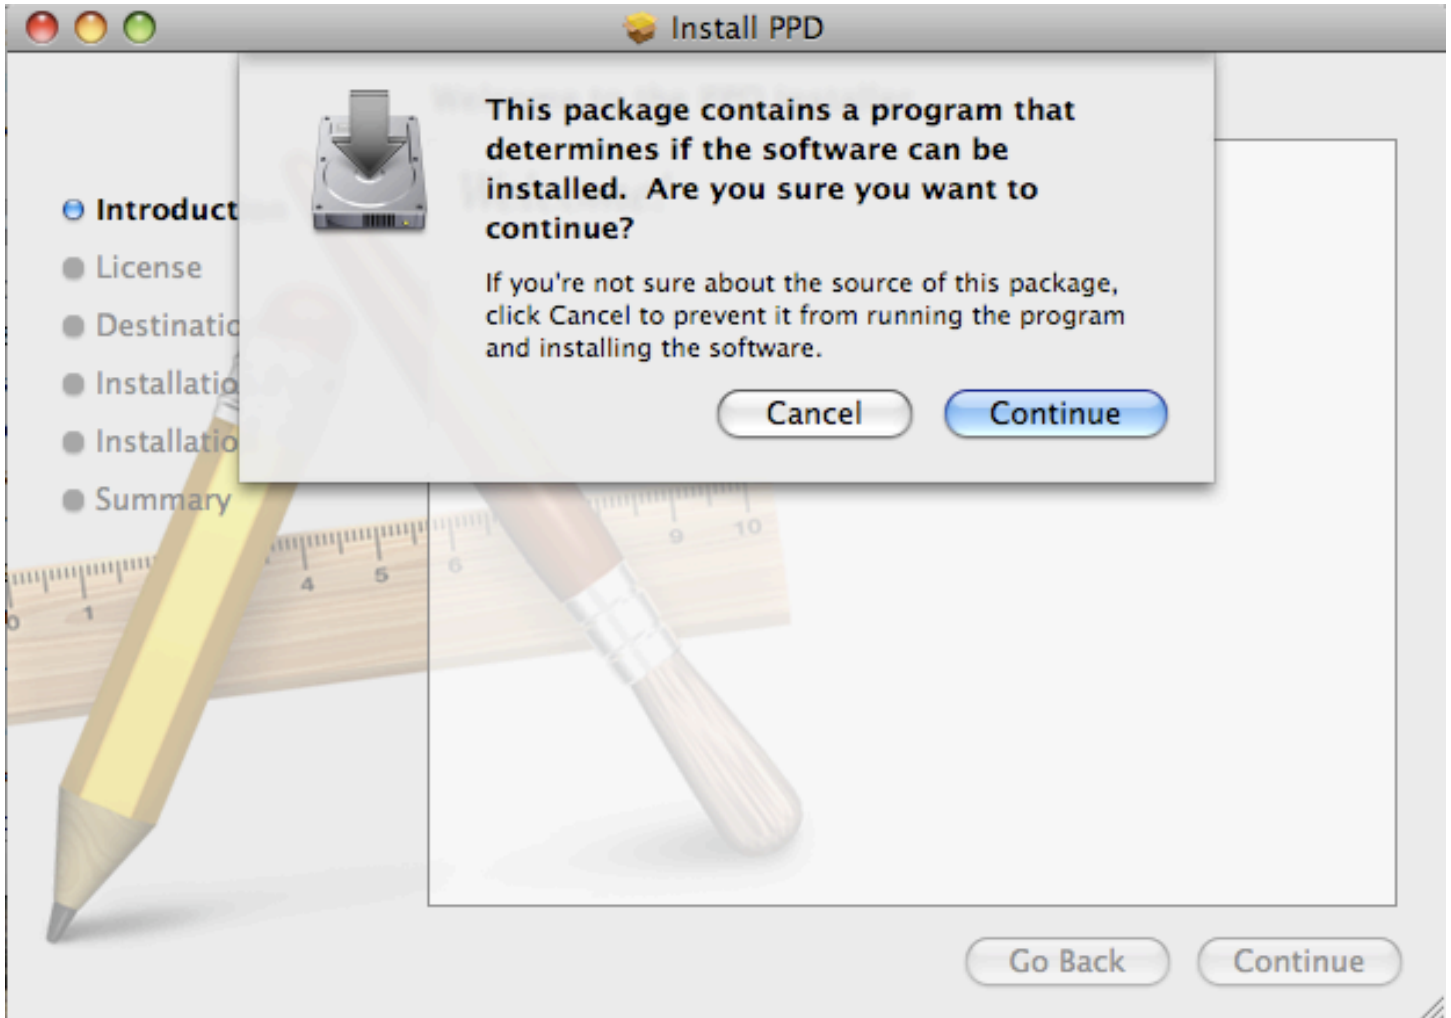 Install PPD
This package contains a program that
determines if the software can be
installed. Are you sure you want to
continue?
If you're not sure about the source of this package,
click Cancel to prevent it from running the program
and installing the software.
Cancel
Continue
Introduction
License
Destinatio
Installatio
Installation
Summary
0 1 4 5 6 9 10
Go Back
Continue